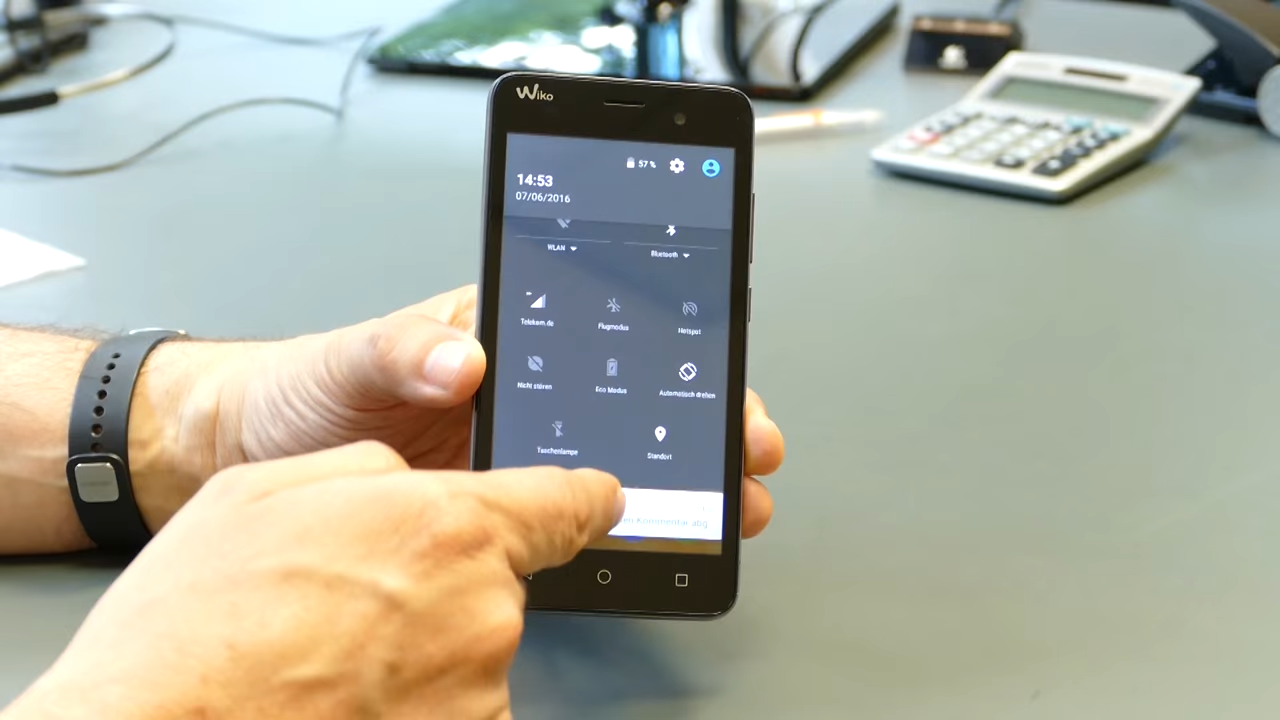 Wiko
57 %
14:53
07/06/2016
WLAN
Bluetooth
Telekom.de
Flugmodus
Hotspot
Nicht stören
Eco Modus
Automatisch drehen
Taschenlampe
Standort
Kommentar